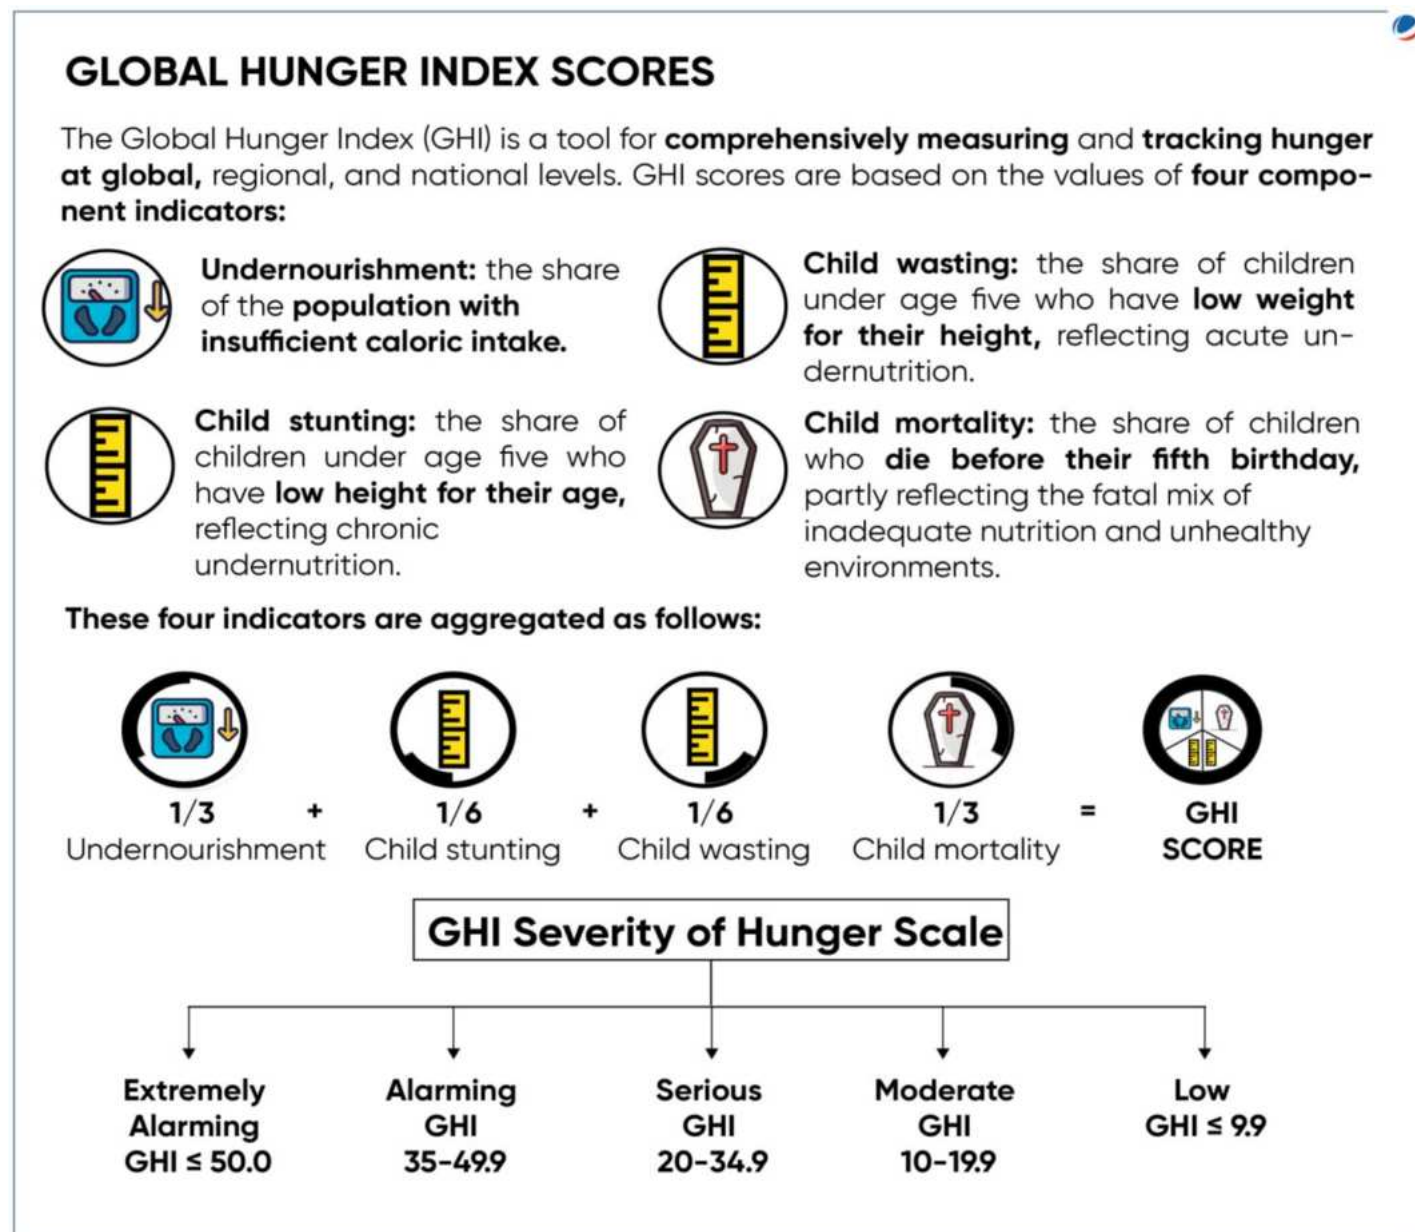 GLOBAL HUNGER INDEX SCORES
The Global Hunger Index (GHI) is a tool for comprehensively measuring and tracking hunger
at global, regional, and national levels. GHI scores are based on the values of four compo-
nent indicators:
Undernourishment: the share
of the population with
insufficient caloric intake.
Child wasting: the share of children
under age five who have low weight
for their height, reflecting acute un-
dernutrition.
Child stunting: the share of
children under age five who
have low height for their age,
reflecting chronic
undernutrition.
Child mortality: the share of children
who die before their fifth birthday,
partly reflecting the fatal mix of
inadequate nutrition and unhealthy
environments.
These four indicators are aggregated as follows:
1/3 + 1/6 + 1/6 1/3 = GHI
Undernourishment Child stunting Child wasting Child mortality SCORE
GHI Severity of Hunger Scale
Extremely
Alarming
GHI ≤ 50.0
Alarming
GHI
35-49.9
Serious
GHI
20-34.9
Moderate
GHI
10-19.9
Low
GHI ≤ 9.9